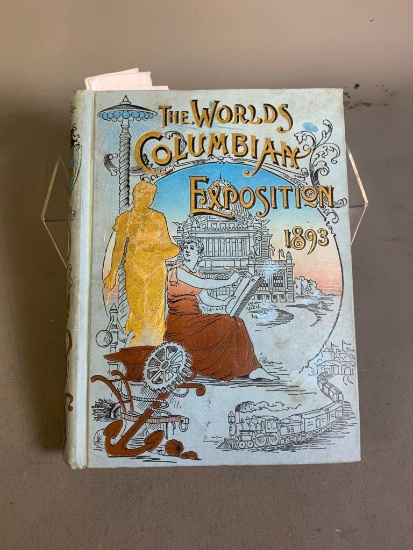 THE WORLDS
COLUMBIAN
EXPOSITION
1893